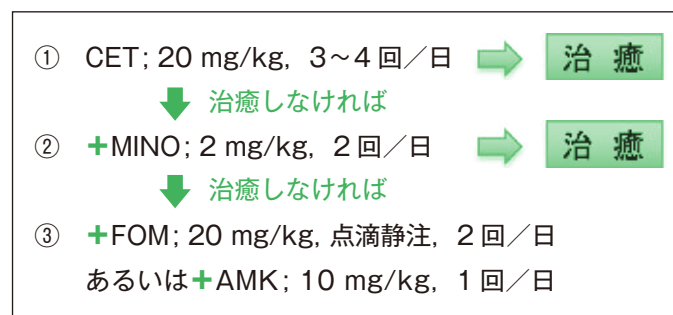 ① CET; 20 mg/kg, 3～4回／日 治癒
治癒しなければ
② ＋MINO; 2 mg/kg, 2回／日 治癒
治癒しなければ
③ ＋FOM; 20 mg/kg, 点滴静注, 2回／日
あるいは＋AMK; 10 mg/kg, 1回／日